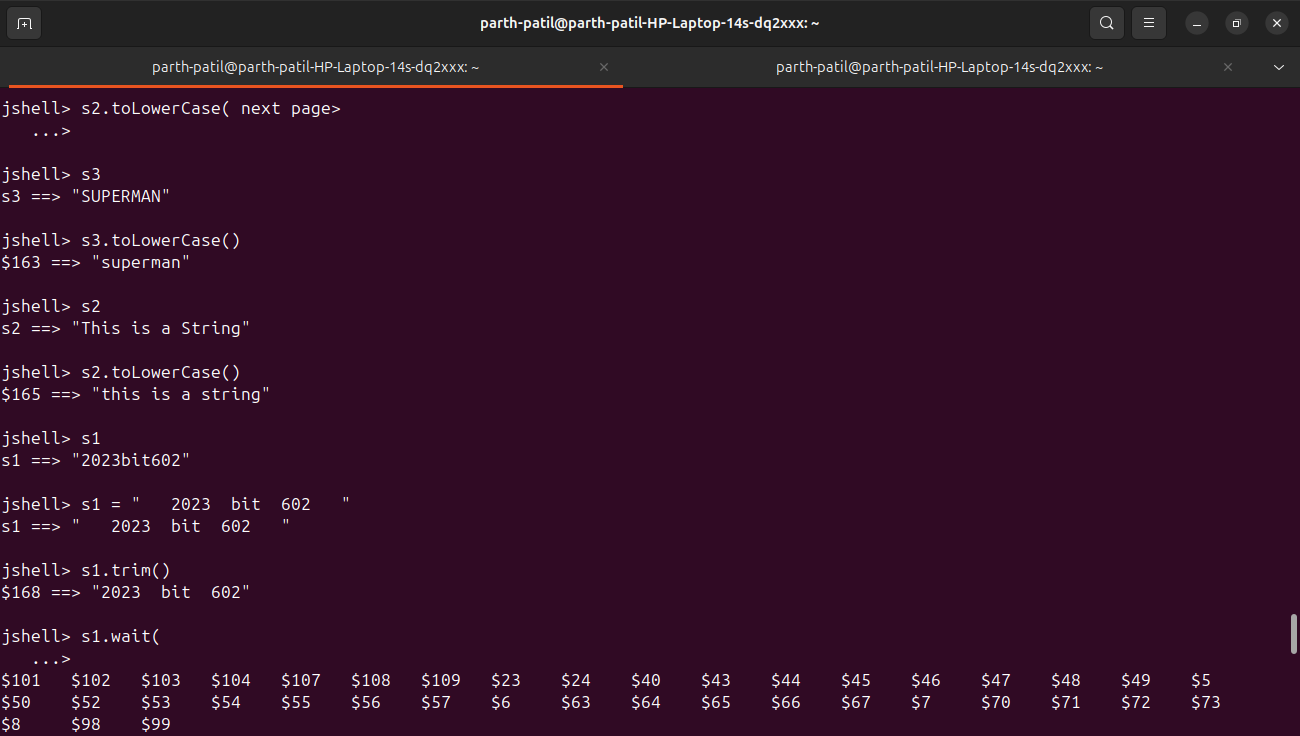 parth-patil@parth-patil-HP-Laptop-14s-dq2xxx: ~
parth-patil@parth-patil-HP-Laptop-14s-dq2xxx: ~ parth-patil@parth-patil-HP-Laptop-14s-dq2xxx: ~
jshell> s2.toLowerCase( next page>
   ...>
jshell> s3
s3 ==> "SUPERMAN"
jshell> s3.toLowerCase()
$163 ==> "superman"
jshell> s2
s2 ==> "This is a String"
jshell> s2.toLowerCase()
$165 ==> "this is a string"
jshell> s1
s1 ==> "2023bit602"
jshell> s1 = "   2023  bit  602   "
s1 ==> "   2023  bit  602   "
jshell> s1.trim()
$168 ==> "2023  bit  602"
jshell> s1.wait(
   ...>
$101   $102   $103   $104   $107   $108   $109   $23    $24    $40    $43    $44    $45    $46    $47    $48    $49    $5
$50    $52    $53    $54    $55    $56    $57    $6     $63    $64    $65    $66    $67    $7     $70    $71    $72    $73
$8     $98    $99